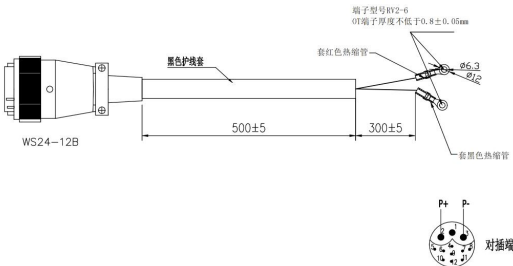 端子型号RY2-6
OT端子厚度不低于0.8±0.05mm
套红色热缩管
黑色护线套
ø6.3
ø12
500±5
300±5
WS24-12B
套黑色热缩管
P+ P-
对插端